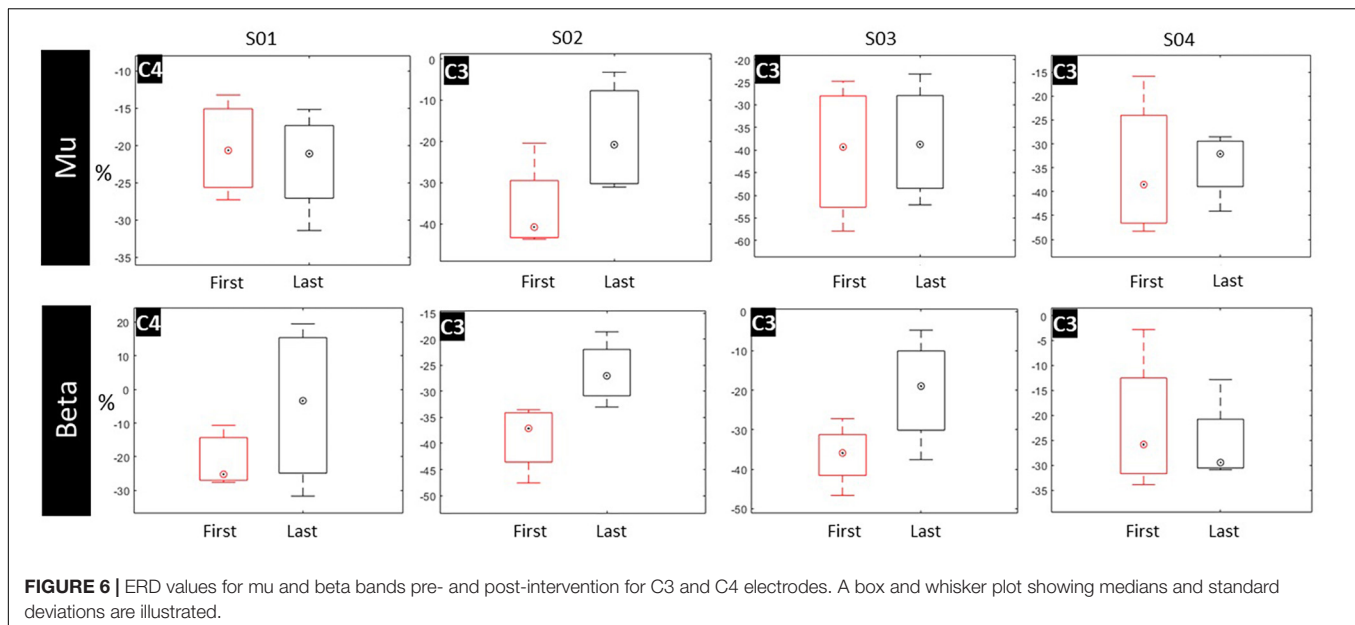 S01 S02 S03 S04
Mu
%
C4
-10
-15
-20
-25
-30
-35
First Last
C3
0
-10
-20
-30
-40
First Last
C3
-20
-25
-30
-35
-40
-45
-50
-55
-60
First Last
C3
-15
-20
-25
-30
-35
-40
-45
-50
First Last
Beta
%
C4
20
10
0
-10
-20
-30
First Last
C3
-15
-20
-25
-30
-35
-40
-45
-50
First Last
C3
0
-10
-20
-30
-40
-50
First Last
C3
0
-5
-10
-15
-20
-25
-30
-35
First Last
FIGURE 6 | ERD values for mu and beta bands pre- and post-intervention for C3 and C4 electrodes. A box and whisker plot showing medians and standard
deviations are illustrated.